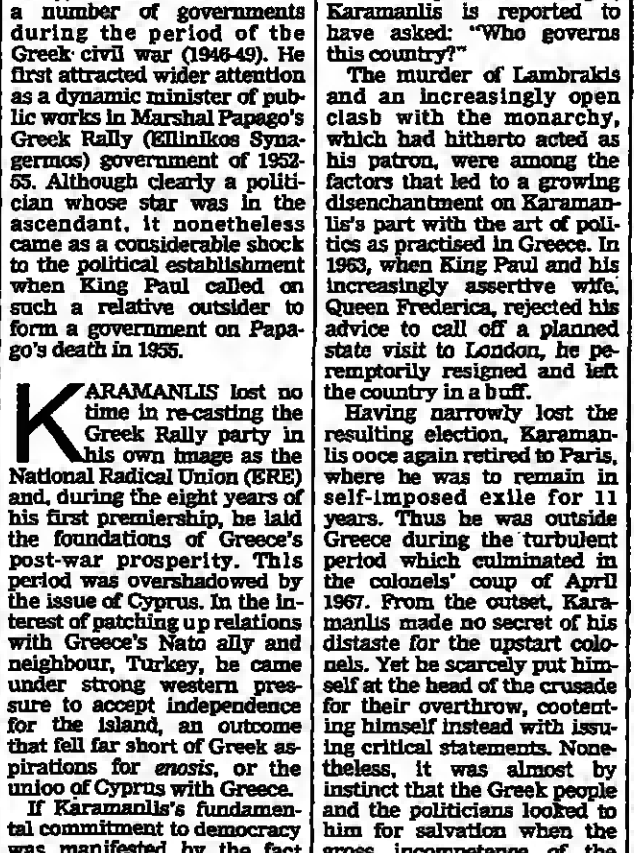 a number of governments
during the period of the
Greek civil war (1946-49). He
first attracted wider attention
as a dynamic minister of pub-
lic works in Marshal Papago's
Greek Rally (Ellinikos Syna-
germos) government of 1952-
55. Although clearly a politi-
cian whose star was in the
ascendant, it nonetheless
came as a considerable shock
to the political establishment
when King Paul called on
such a relative outsider to
form a government on Papa-
go's death in 1955.
KARAMANLIS lost no
time in re-casting the
Greek Rally party in
his own image as the
National Radical Union (ERE)
and, during the eight years of
his first premiership, he laid
the foundations of Greece's
post-war prosperity. This
period was overshadowed by
the issue of Cyprus. In the in-
terest of patching up relations
with Greece's Nato ally and
neighbour, Turkey, he came
under strong western pres-
sure to accept independence
for the island, an outcome
that fell far short of Greek as-
pirations for enosis, or the
union of Cyprus with Greece.
If Karamanlis's fundamen-
tal commitment to democracy
was manifested by the fact
Karamanlis is reported to
have asked: "Who governs
this country?"
The murder of Lambrakis
and an increasingly open
clash with the monarchy,
which had hitherto acted as
his patron, were among the
factors that led to a growing
disenchantment on Karaman-
lis's part with the art of poli-
tics as practised in Greece. In
1963, when King Paul and his
increasingly assertive wife,
Queen Frederica, rejected his
advice to call off a planned
state visit to London, he pe-
remptorily resigned and left
the country in a huff.
Having narrowly lost the
resulting election, Karaman-
lis once again retired to Paris,
where he was to remain in
self-imposed exile for 11
years. Thus he was outside
Greece during the turbulent
period which culminated in
the colonels' coup of April
1967. From the outset, Kara-
manlis made no secret of his
distaste for the upstart colo-
nels. Yet he scarcely put him-
self at the head of the crusade
for their overthrow, content-
ing himself instead with issu-
ing critical statements. None-
theless, it was almost by
instinct that the Greek people
and the politicians looked to
him for salvation when the
gross incompetence of the